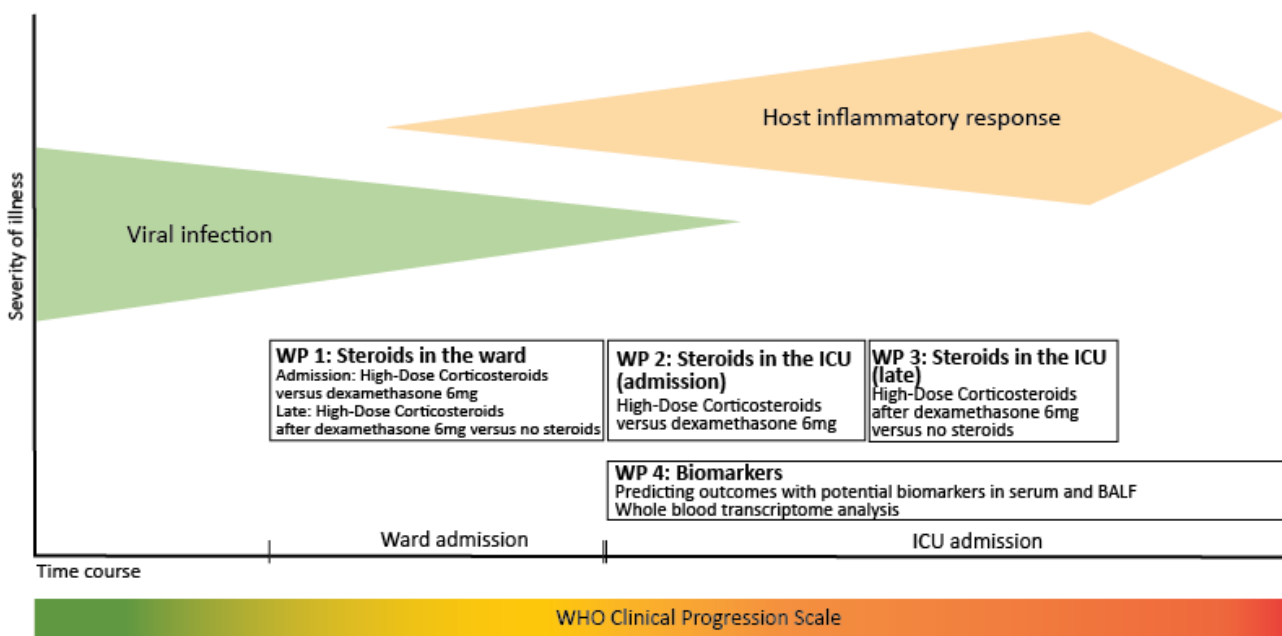 Severity of illness
Host inflammatory response
Viral infection
WP 1: Steroids in the ward
Admission: High-Dose Corticosteroids
versus dexamethasone 6mg
Late: High-Dose Corticosteroids
after dexamethasone 6mg versus no steroids
WP 2: Steroids in the ICU
(admission)
High-Dose Corticosteroids
versus dexamethasone 6mg
WP 3: Steroids in the ICU
(late)
High-Dose Corticosteroids
after dexamethasone 6mg
versus no steroids
WP 4: Biomarkers
Predicting outcomes with potential biomarkers in serum and BALF
Whole blood transcriptome analysis
Ward admission
ICU admission
Time course
WHO Clinical Progression Scale